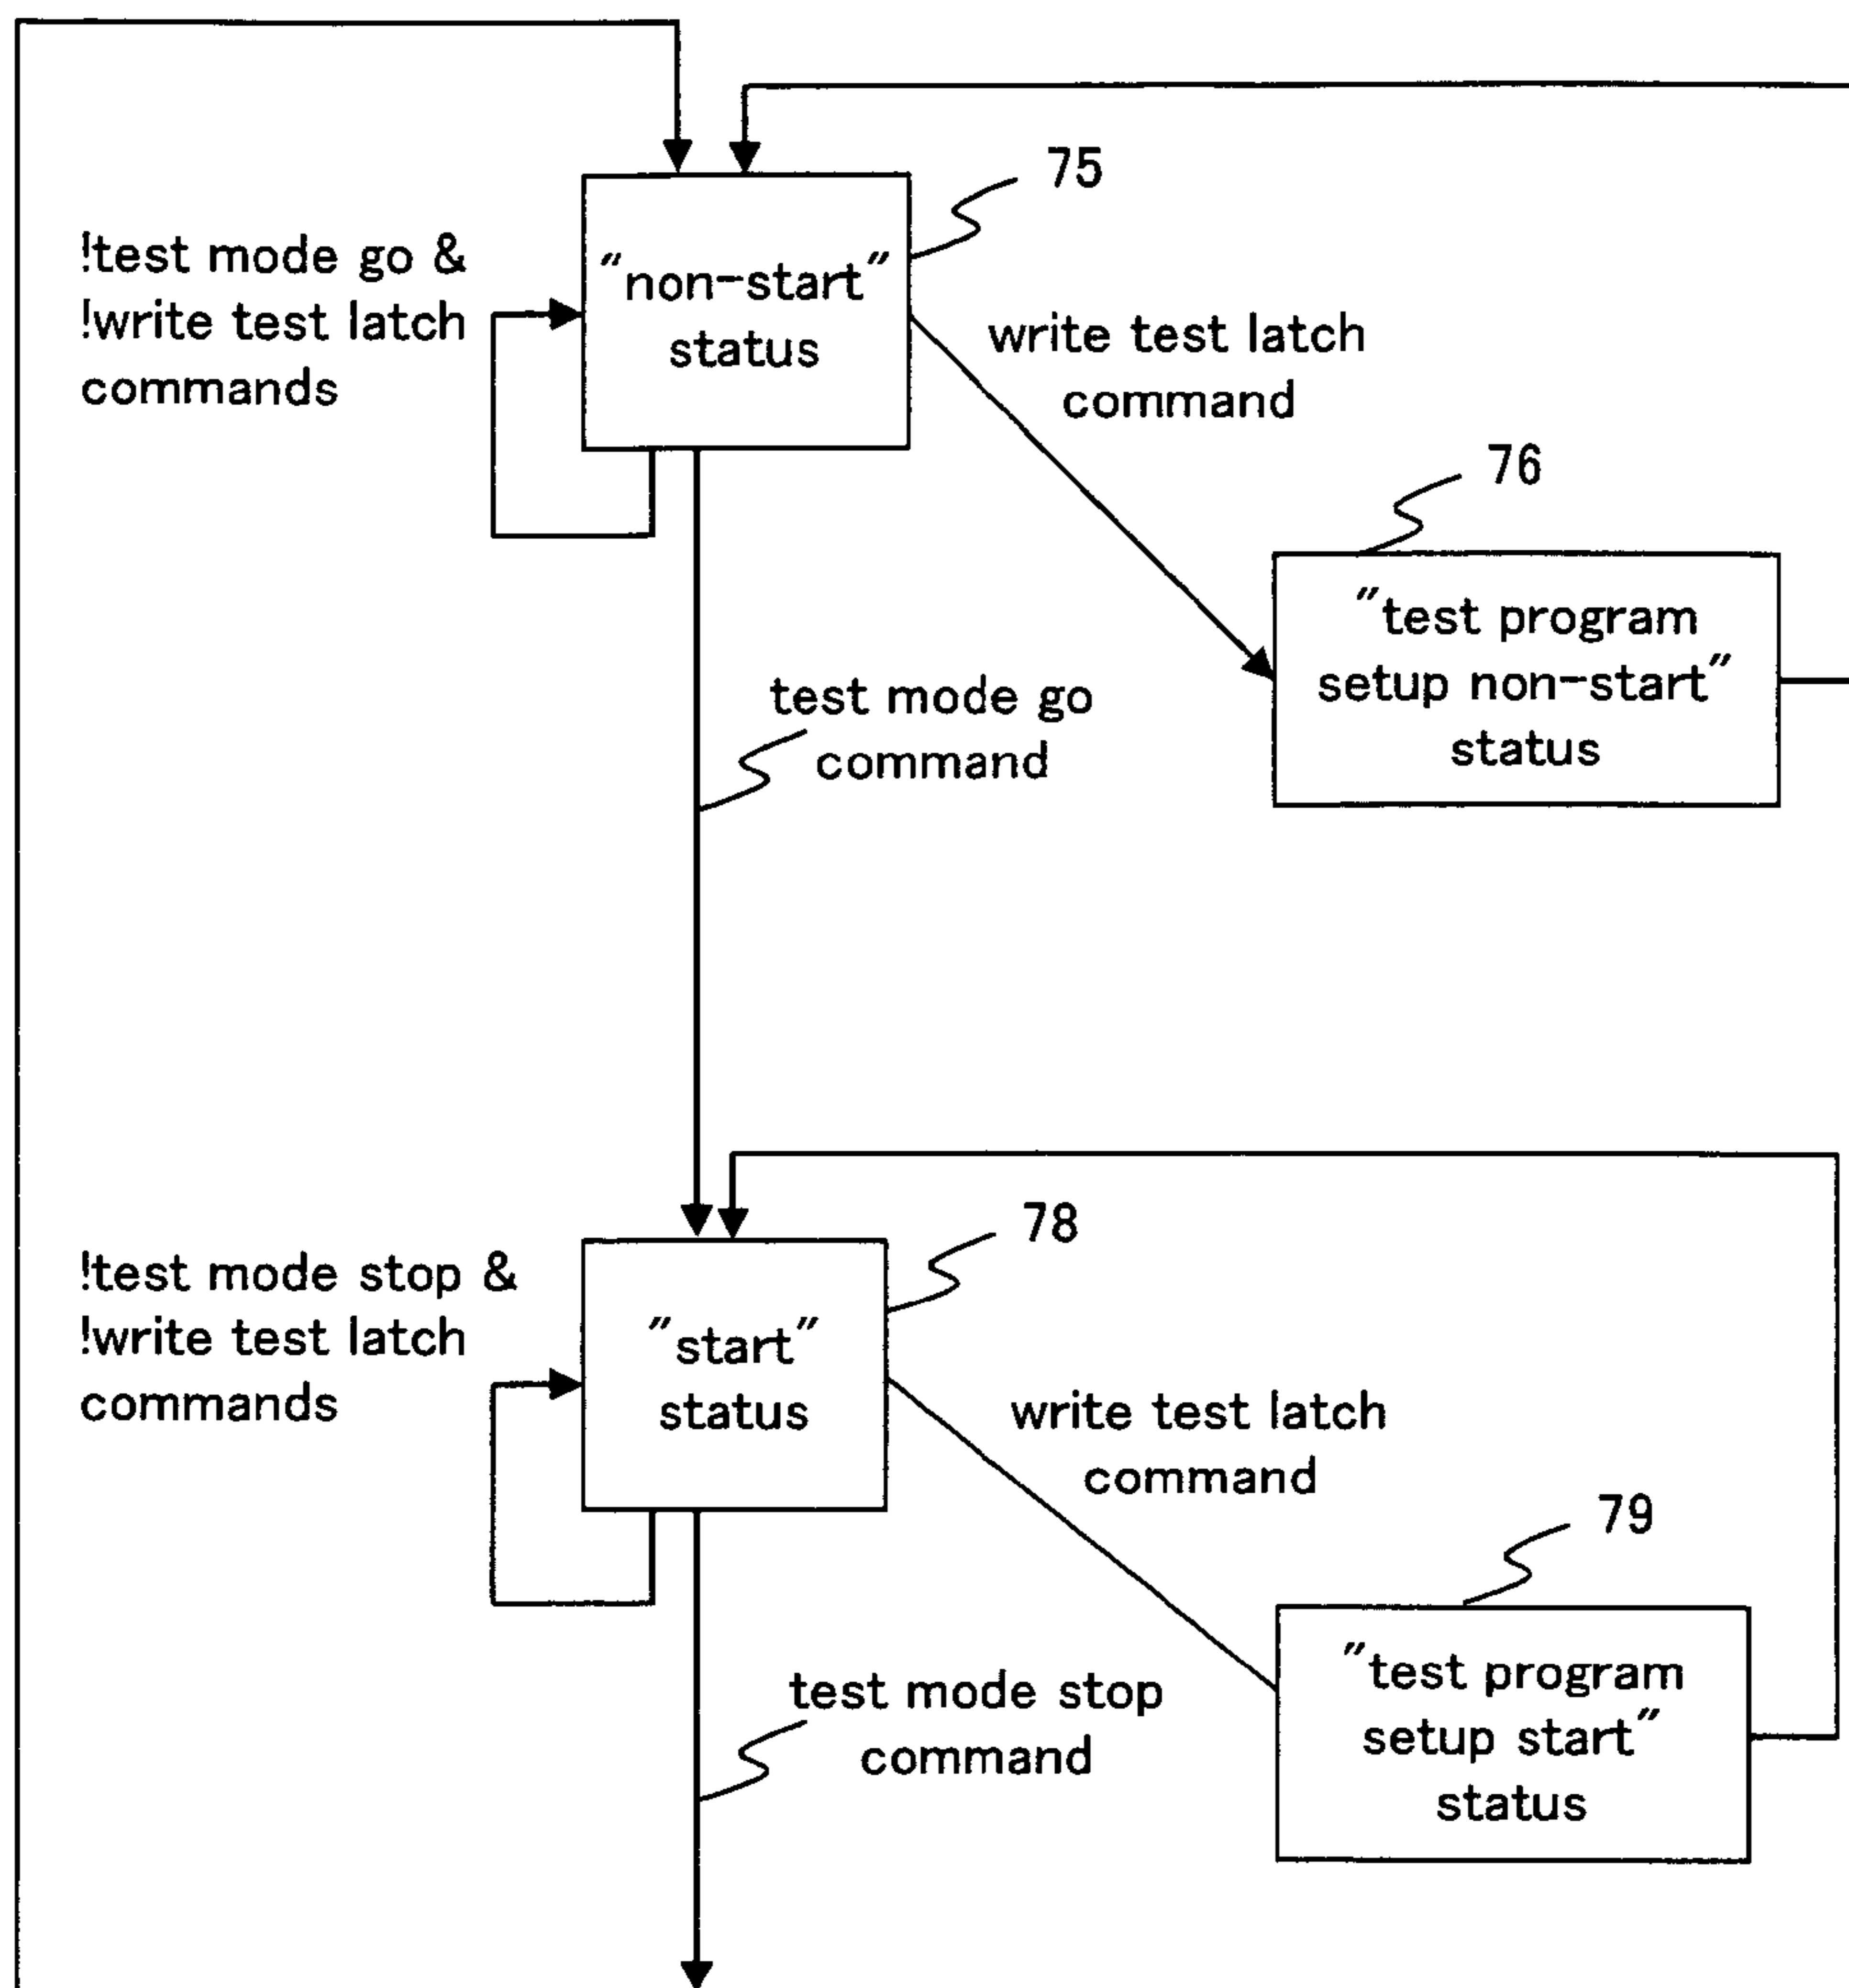 75
!test mode go &
!write test latch
commands
"non-start"
status
write test latch
command
76
"test program
setup non-start"
status
test mode go
command
78
!test mode stop &
!write test latch
commands
"start"
status
write test latch
command
79
"test program
setup start"
status
test mode stop
command